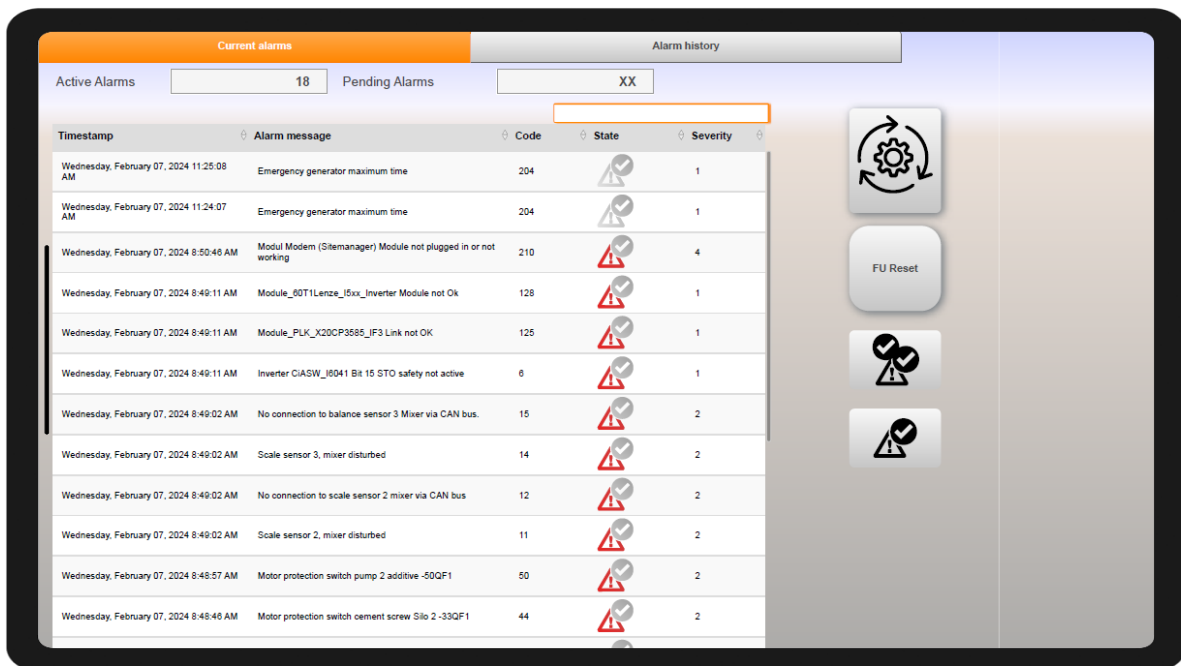 Current alarms Alarm history
Active Alarms 18 Pending Alarms XX
Timestamp Alarm message Code State Severity
Wednesday, February 07, 2024 11:25:08
AM Emergency generator maximum time 204 1
Wednesday, February 07, 2024 11:24:07
AM Emergency generator maximum time 204 1
Wednesday, February 07, 2024 8:50:46 AM Modul Modem (Sitemanager) Module not plugged in or not
working 210 4
FU Reset
Wednesday, February 07, 2024 8:49:11 AM Module_60T1Lenze_I5xx_Inverter Module not Ok 128 1
Wednesday, February 07, 2024 8:49:11 AM Module_PLK_X20CP3585_IF3 Link not OK 125 1
Wednesday, February 07, 2024 8:49:11 AM Inverter CiASW_I6041 Bit 15 STO safety not active 6 1
Wednesday, February 07, 2024 8:49:02 AM No connection to balance sensor 3 Mixer via CAN bus. 15 2
Wednesday, February 07, 2024 8:49:02 AM Scale sensor 3, mixer disturbed 14 2
Wednesday, February 07, 2024 8:49:02 AM No connection to scale sensor 2 mixer via CAN bus 12 2
Wednesday, February 07, 2024 8:49:02 AM Scale sensor 2, mixer disturbed 11 2
Wednesday, February 07, 2024 8:48:57 AM Motor protection switch pump 2 additive -50QF1 50 2
Wednesday, February 07, 2024 8:48:46 AM Motor protection switch cement screw Silo 2 -33QF1 44 2